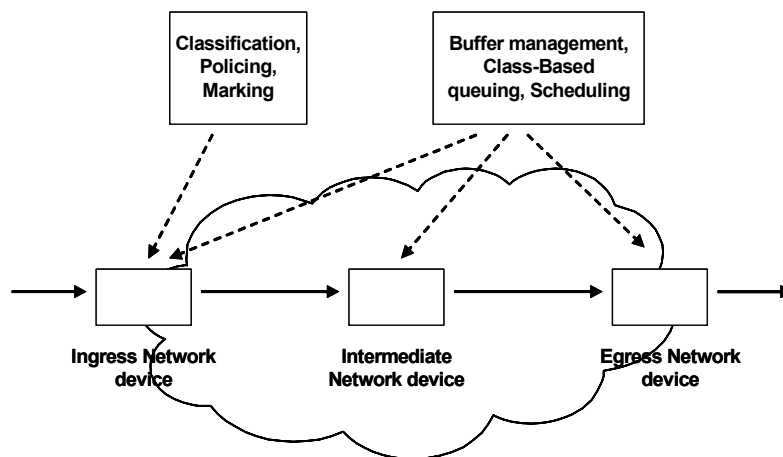 Classification,
Policing,
Marking
Buffer management,
Class-Based
queuing, Scheduling
Ingress Network
device
Intermediate
Network device
Egress Network
device